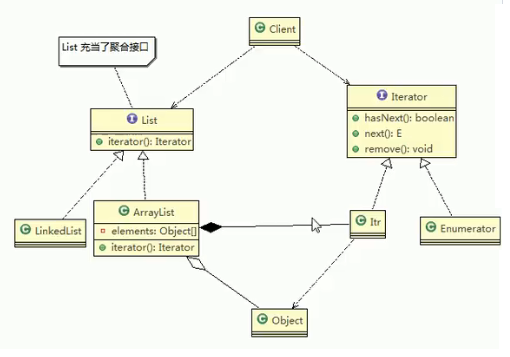 Client
List 充当了聚合接口
Iterator
hasNext(): boolean
next(): E
remove(): void
List
iterator(): Iterator
ArrayList
elements: Object[]
iterator(): Iterator
LinkedList
Itr
Enumerator
Object